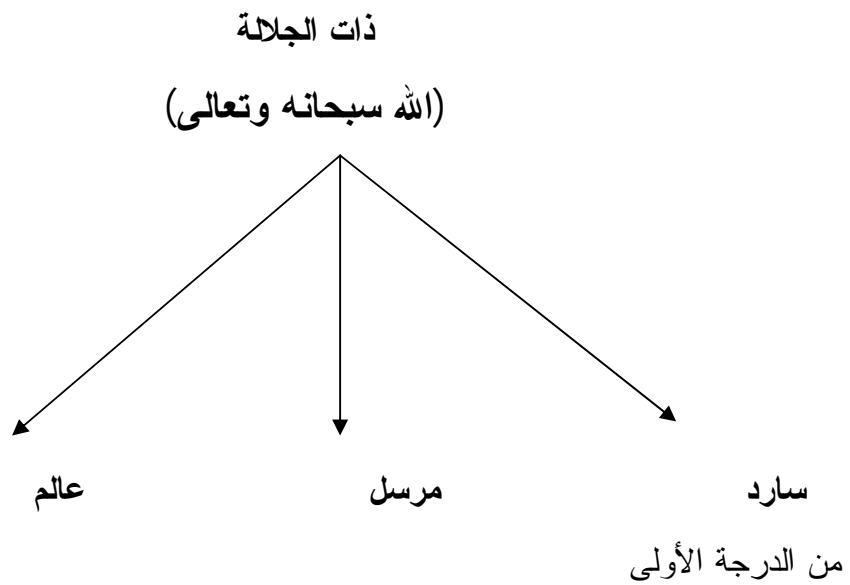 ذات الجلالة
(الله سبحانه وتعالى)
سارد مرسل عالم
من الدرجة الأولى